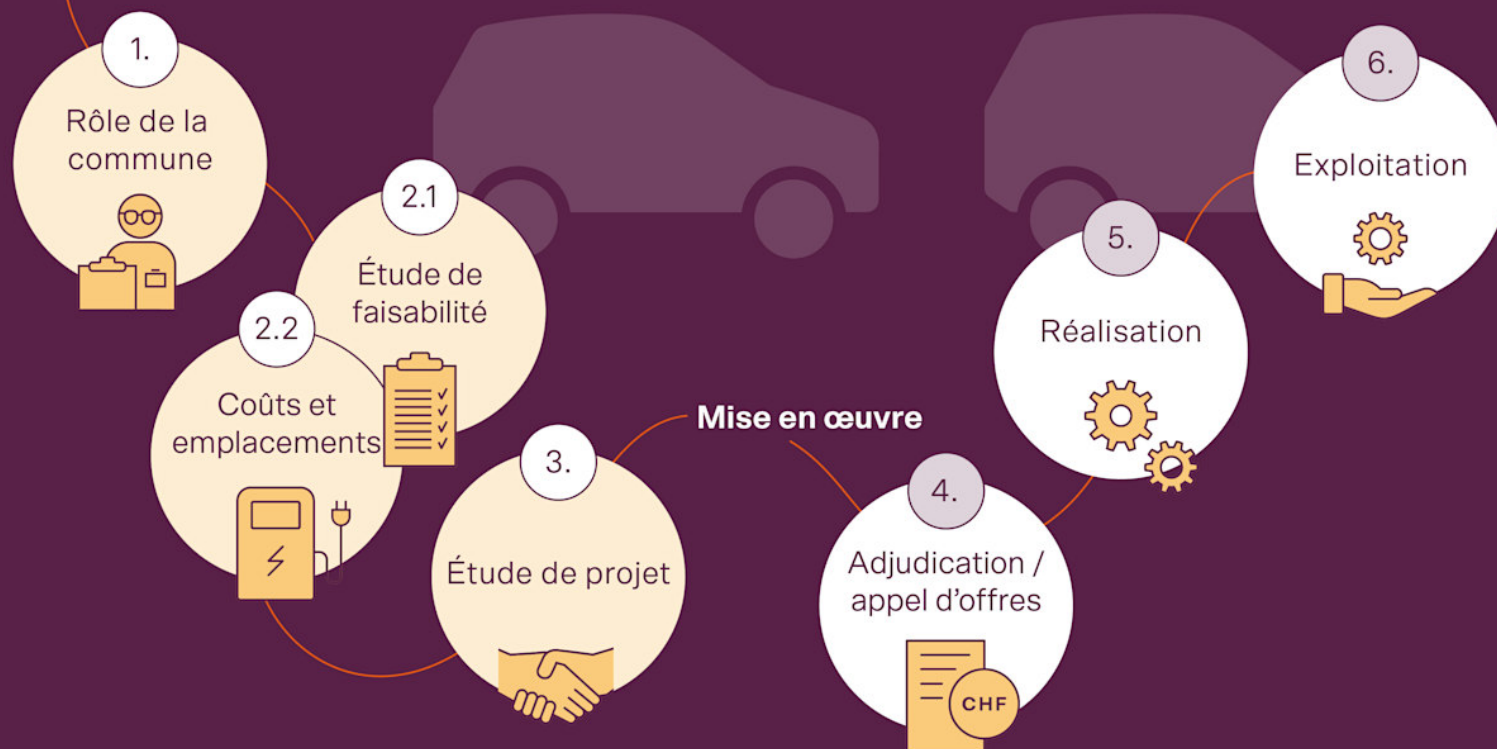 1.
Rôle de la
commune
2.1
Étude de
faisabilité
2.2
Coûts et
emplacements
3.
Étude de projet
Mise en œuvre
4.
Adjudication /
appel d’offres
CHF
5.
Réalisation
6.
Exploitation